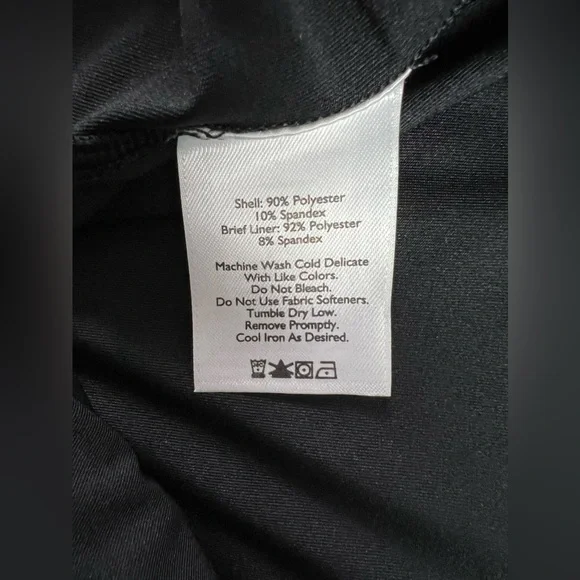 Shell: 90% Polyester
10% Spandex
Brief Liner: 92% Polyester
8% Spandex
Machine Wash Cold Delicate
With Like Colors.
Do Not Bleach.
Do Not Use Fabric Softeners.
Tumble Dry Low.
Remove Promptly.
Cool Iron As Desired.